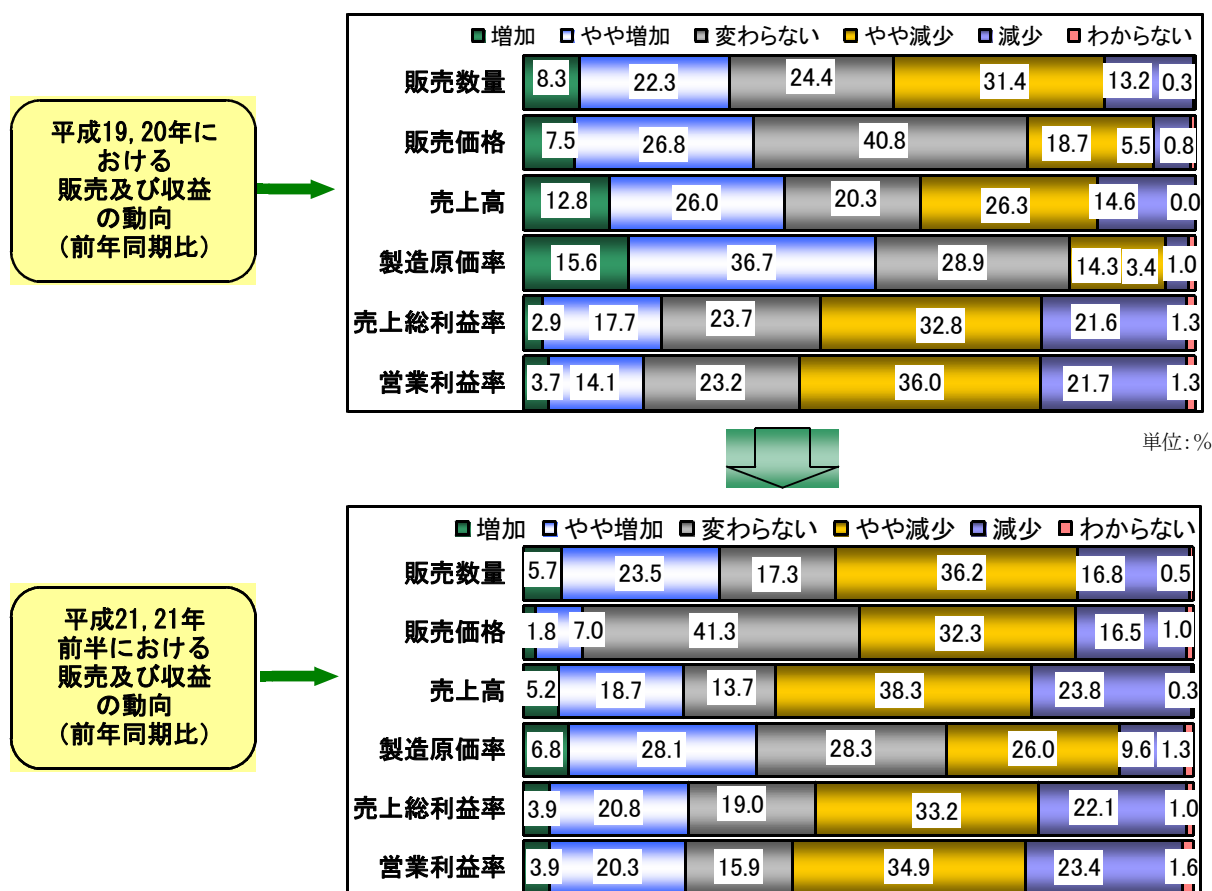 ■増加 □やや増加 ■変わらない ■やや減少 ■減少 ■わからない
平成19,20年に
おける
販売及び収益
の動向
(前年同期比)
販売数量 8.3 22.3 24.4 31.4 13.2 0.3
販売価格 7.5 26.8 40.8 18.7 5.5 0.8
売上高 12.8 26.0 20.3 26.3 14.6 0.0
製造原価率 15.6 36.7 28.9 14.3 3.4 1.0
売上総利益率 2.9 17.7 23.7 32.8 21.6 1.3
営業利益率 3.7 14.1 23.2 36.0 21.7 1.3
単位:%
■増加 □やや増加 ■変わらない ■やや減少 ■減少 ■わからない
平成21,21年
前半における
販売及び収益
の動向
(前年同期比)
販売数量 5.7 23.5 17.3 36.2 16.8 0.5
販売価格 1.8 7.0 41.3 32.3 16.5 1.0
売上高 5.2 18.7 13.7 38.3 23.8 0.3
製造原価率 6.8 28.1 28.3 26.0 9.6 1.3
売上総利益率 3.9 20.8 19.0 33.2 22.1 1.0
営業利益率 3.9 20.3 15.9 34.9 23.4 1.6